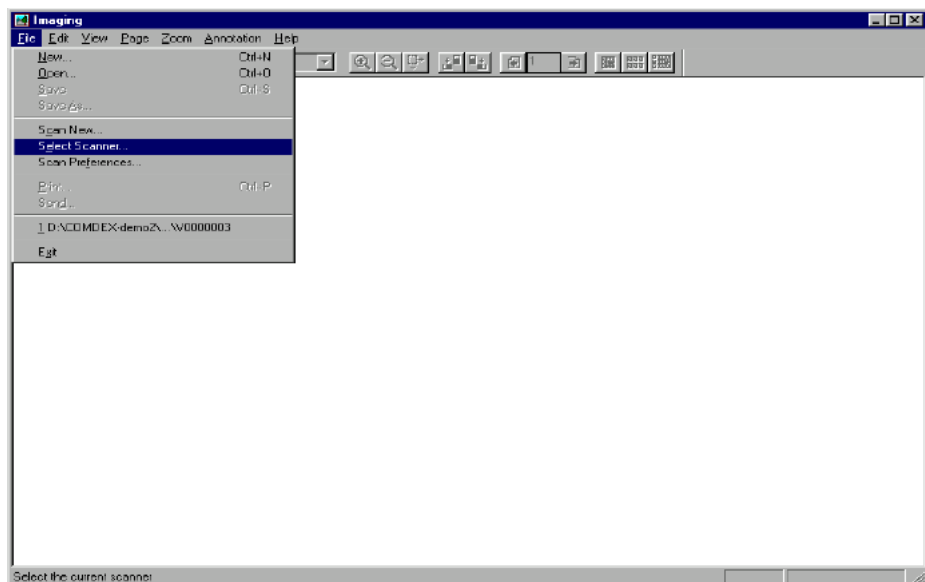 Imaging
File Edit View Page Zoom Annotation Help
New... Ctrl+N
Open... Ctrl+O
Save Ctrl+S
Save As...
Scan New...
Select Scanner...
Scan Preferences...
Print... Ctrl+P
Send...
1 D:\COMDEX-demo2\...\V0000003
Exit
1
Select the current scanner